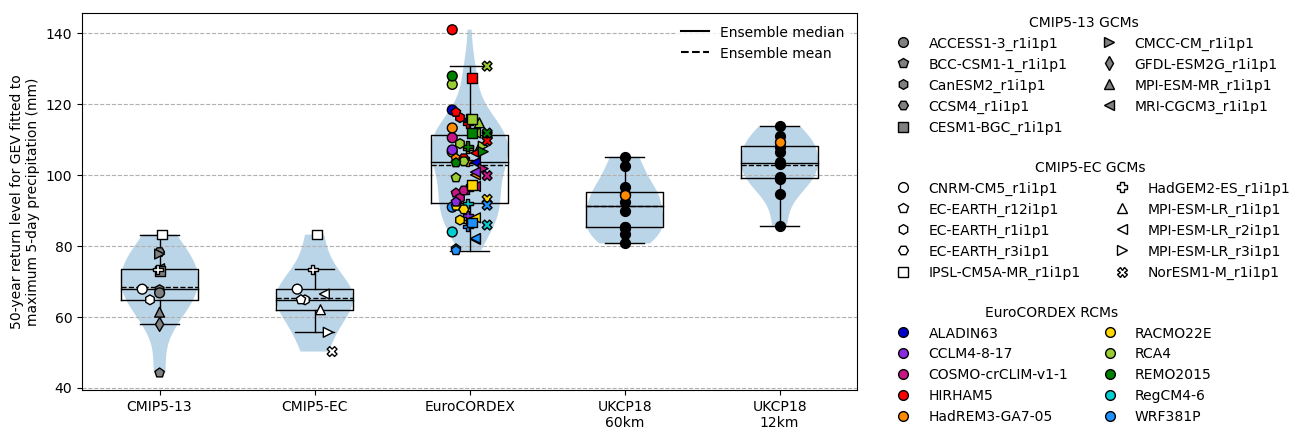 50-year return level for GEV fitted to
maximum 5-day precipitation (mm)
140
120
100
80
60
40
CMIP5-13
CMIP5-EC
EuroCORDEX
UKCP18
60km
UKCP18
12km
Ensemble median
Ensemble mean
CMIP5-13 GCMs
ACCESS1-3_r1i1p1
BCC-CSM1-1_r1i1p1
CanESM2_r1i1p1
CCSM4_r1i1p1
CESM1-BGC_r1i1p1
CMCC-CM_r1i1p1
GFDL-ESM2G_r1i1p1
MPI-ESM-MR_r1i1p1
MRI-CGCM3_r1i1p1
CMIP5-EC GCMs
CNRM-CM5_r1i1p1
EC-EARTH_r12i1p1
EC-EARTH_r1i1p1
EC-EARTH_r3i1p1
IPSL-CM5A-MR_r1i1p1
HadGEM2-ES_r1i1p1
MPI-ESM-LR_r1i1p1
MPI-ESM-LR_r2i1p1
MPI-ESM-LR_r3i1p1
NorESM1-M_r1i1p1
EuroCORDEX RCMs
ALADIN63
CCLM4-8-17
COSMO-crCLIM-v1-1
HIRHAM5
HadREM3-GA7-05
RACMO22E
RCA4
REMO2015
RegCM4-6
WRF381P